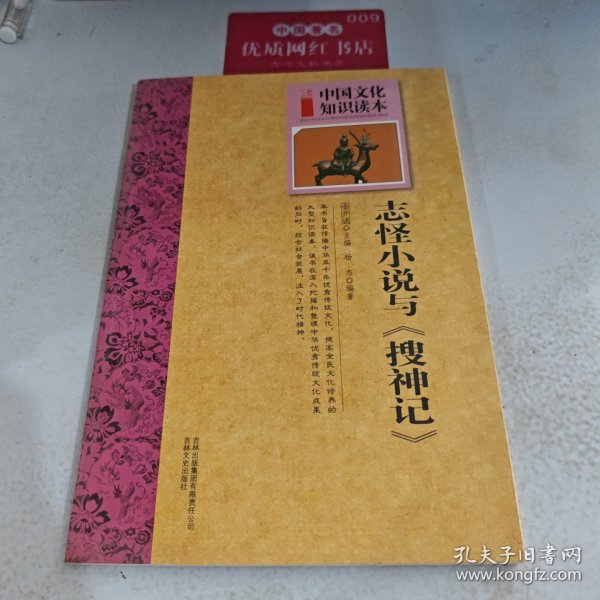 009
中国著名
优质网红书店
中国文化
知识读本
志怪小说与《搜神记》
金开诚◎主编 杨 杰◎编著
本书旨在传播中华五千年优秀传统文化，提高全民文化修养的
大型知识读本。该书在深入挖掘和整理中华优秀传统文化成果
的同时，结合社会发展，注入了时代精神。
吉林出版集团有限责任公司
吉林文史出版社
孔夫子旧书网
www.kongfz.com